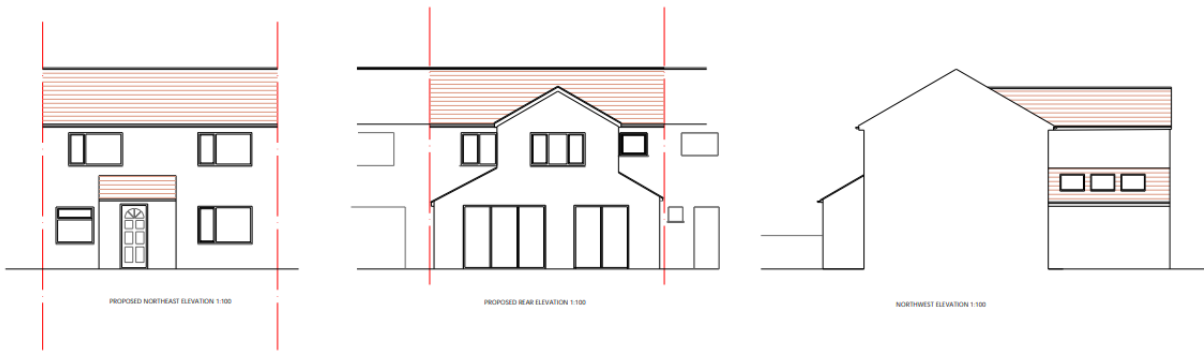 PROPOSED NORTHEAST ELEVATION 1:100
PROPOSED REAR ELEVATION 1:100
NORTHWEST ELEVATION 1:100